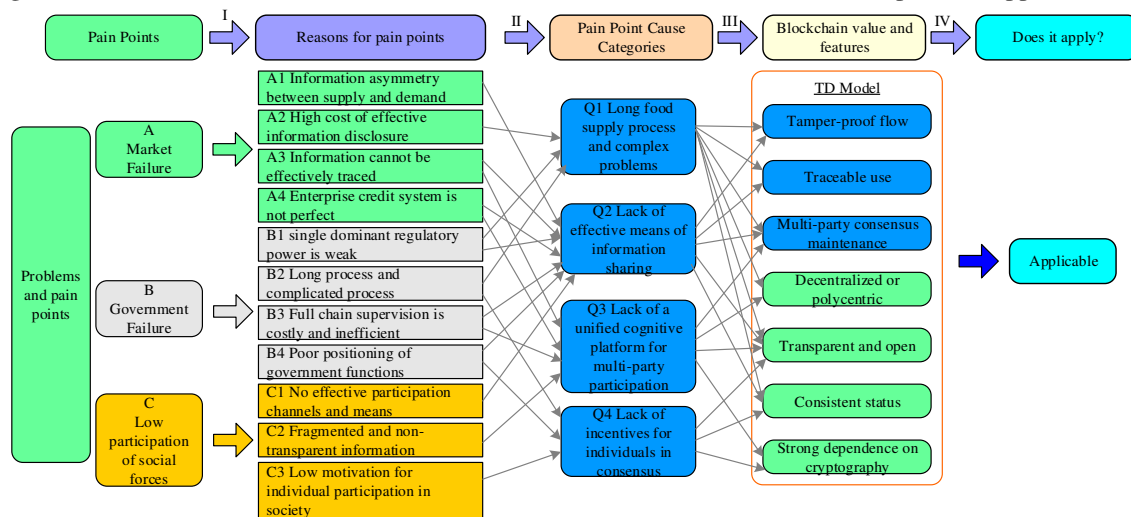 I
II
III
IV
Pain Points
Reasons for pain points
Pain Point Cause
Categories
Blockchain value and
features
Does it apply?
Problems
and pain
points
A
Market
Failure
B
Government
Failure
C
Low
participation
of social
forces
A1 Information asymmetry
between supply and demand
A2 High cost of effective
information disclosure
A3 Information cannot be
effectively traced
A4 Enterprise credit system is
not perfect
B1 single dominant regulatory
power is weak
B2 Long process and
complicated process
B3 Full chain supervision is
costly and inefficient
B4 Poor positioning of
government functions
C1 No effective participation
channels and means
C2 Fragmented and non-
transparent information
C3 Low motivation for
individual participation in
society
Q1 Long food
supply process
and complex
problems
Q2 Lack of
effective means of
information
sharing
Q3 Lack of a
unified cognitive
platform for
multi-party
participation
Q4 Lack of
incentives for
individuals in
consensus
TD Model
Tamper-proof flow
Traceable use
Multi-party consensus
maintenance
Decentralized or
polycentric
Transparent and open
Consistent status
Strong dependence on
cryptography
Applicable